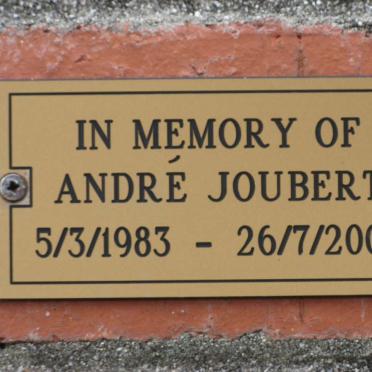 IN MEMORY OF
ANDRÉ JOUBERT
5/3/1983 - 26/7/200